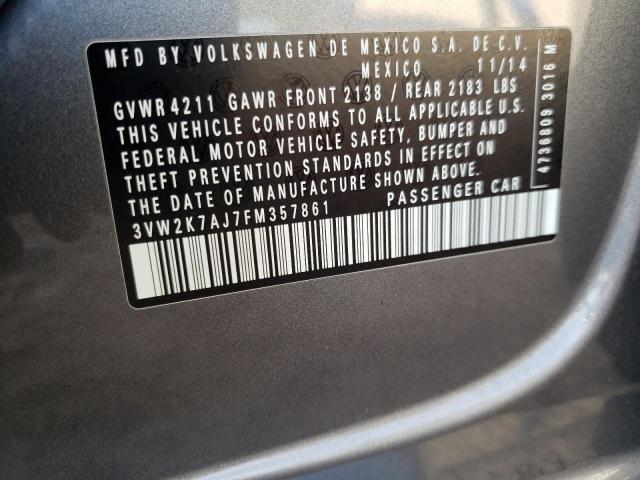 MFD BY VOLKSWAGEN DE MEXICO S.A. DE C.V.
MEXICO 11/14
GVWR 4211 GAWR FRONT 2138 / REAR 2183 LBS
THIS VEHICLE CONFORMS TO ALL APPLICABLE U.S.
FEDERAL MOTOR VEHICLE SAFETY, BUMPER AND
THEFT PREVENTION STANDARDS IN EFFECT ON
THE DATE OF MANUFACTURE SHOWN ABOVE.
3VW2K7AJ7FM357861 PASSENGER CAR
4736809 3016 M